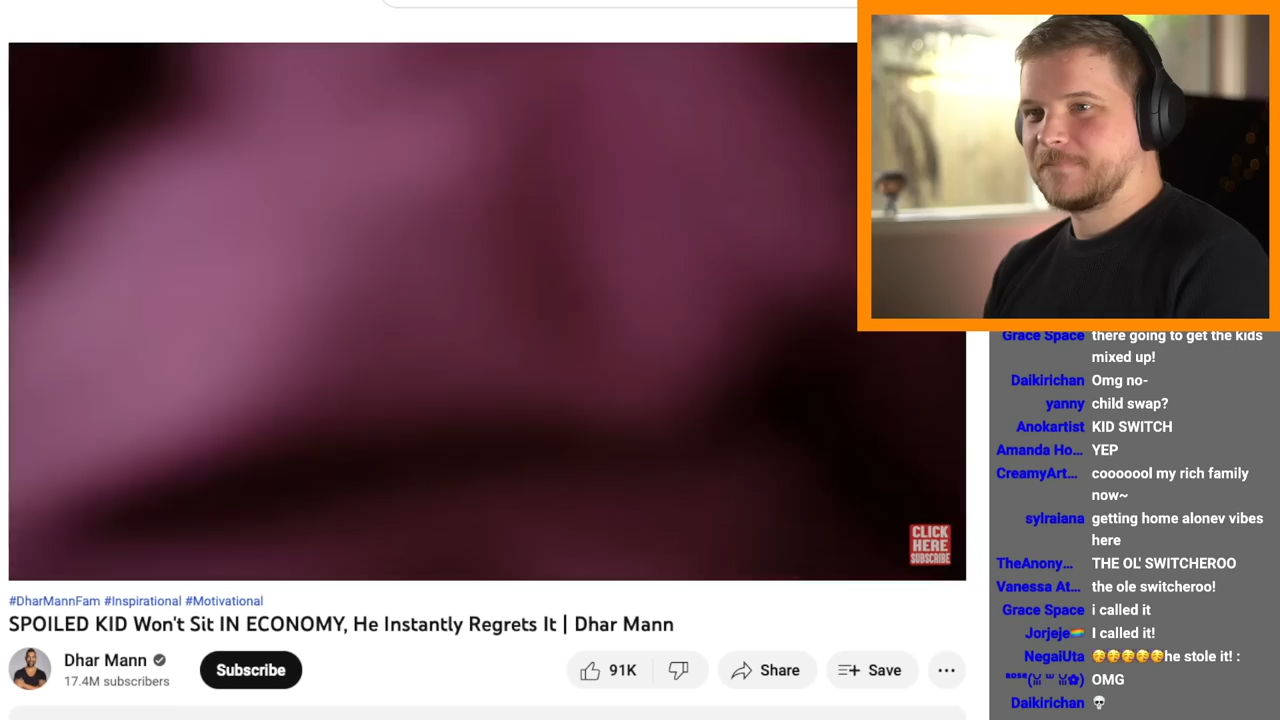 CLICK
HERE
SUBSCRIBE
#DharMannFam #Inspirational #Motivational
SPOILED KID Won't Sit IN ECONOMY, He Instantly Regrets It | Dhar Mann
Dhar Mann
17.4M subscribers
Subscribe
91K
Share
Save
Grace Space there going to get the kids
mixed up!
Daikirichan Omg no-
yanny child swap?
Anokartist KID SWITCH
Amanda Ho... YEP
CreamyArt... cooooool my rich family
now~
sylraiana getting home alonev vibes
here
TheAnony... THE OL' SWITCHEROO
Vanessa At... the ole switcheroo!
Grace Space i called it
Jorjeje🏳️‍🌈 I called it!
NegaiUta 🥱🥱🥱🥱🥱he stole it! :
OMG
Daikirichan 💀